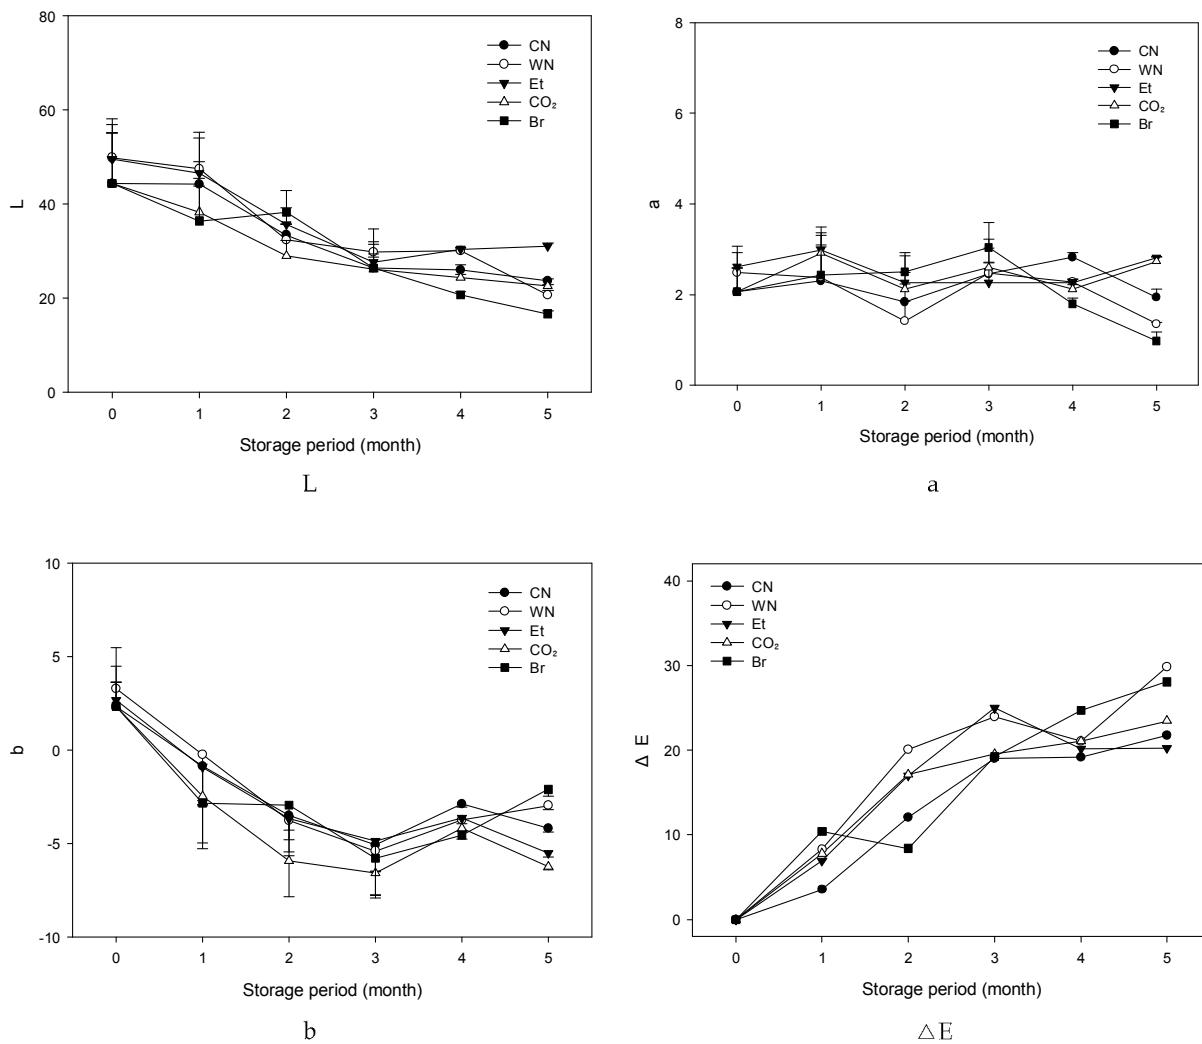 80
60
40
20
0
L
CN
WN
Et
CO₂
Br
0 1 2 3 4 5
Storage period (month)
L
8
6
4
2
0
a
CN
WN
Et
CO₂
Br
0 1 2 3 4 5
Storage period (month)
a
10
5
0
-5
-10
b
CN
WN
Et
CO₂
Br
0 1 2 3 4 5
Storage period (month)
b
40
30
20
10
0
Δ E
CN
WN
Et
CO₂
Br
0 1 2 3 4 5
Storage period (month)
△E